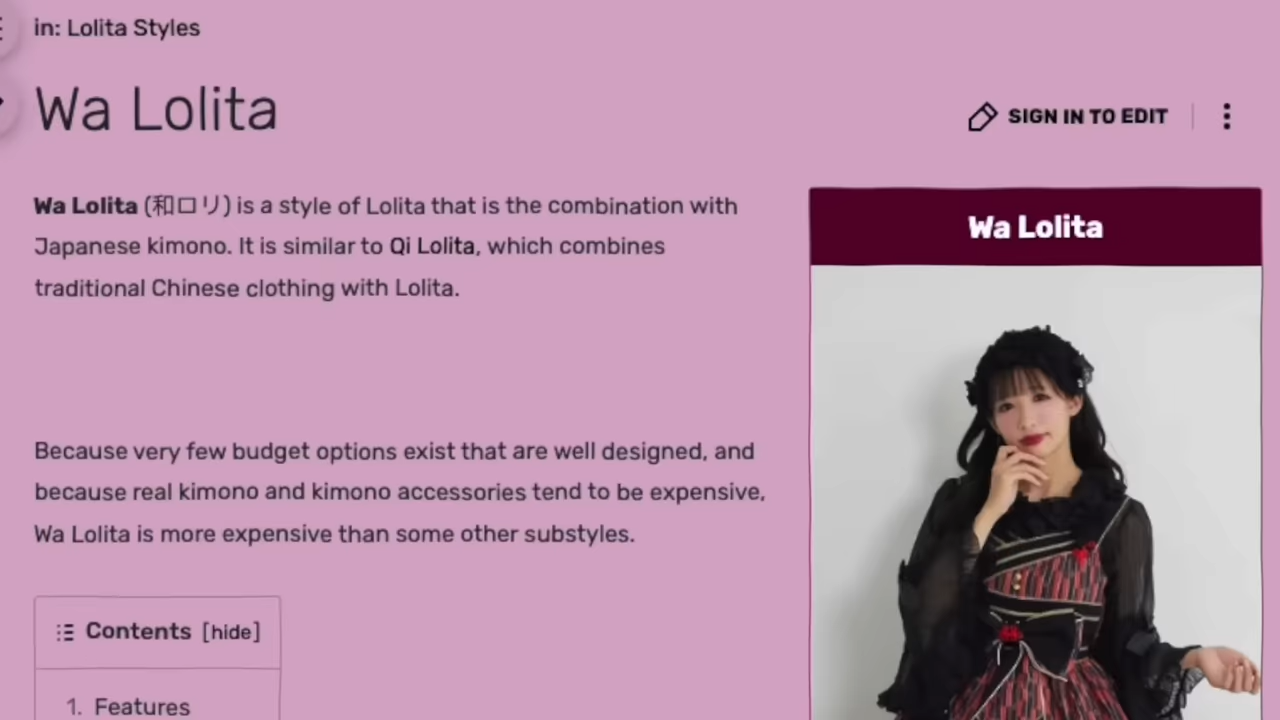 in: Lolita Styles
Wa Lolita
SIGN IN TO EDIT
Wa Lolita (和ロリ) is a style of Lolita that is the combination with
Japanese kimono. It is similar to Qi Lolita, which combines
traditional Chinese clothing with Lolita.
Because very few budget options exist that are well designed, and
because real kimono and kimono accessories tend to be expensive,
Wa Lolita is more expensive than some other substyles.
Contents [hide]
1. Features
Wa Lolita